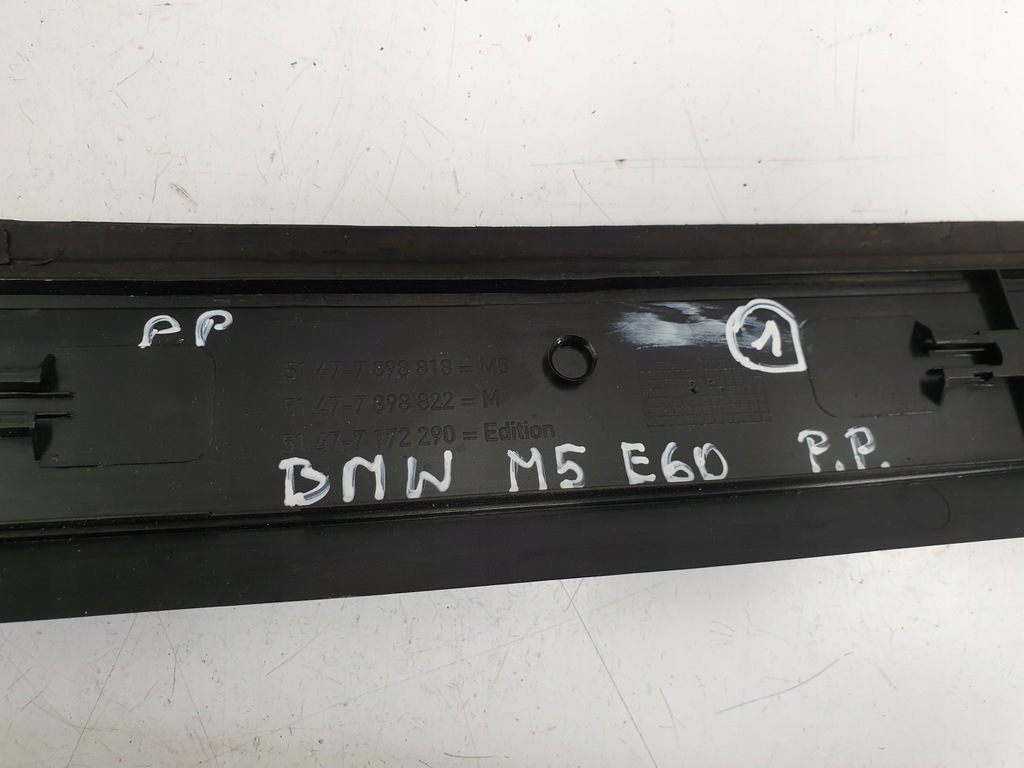 PP
1
51 47-7 898 818 = M5
51 47-7 898 822 = M
51 47-7 172 290 = Edition
BMW M5 E60 P.P.